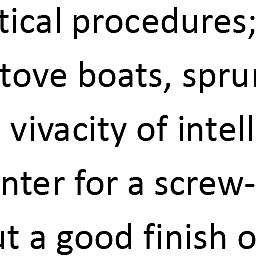 tical procedures;
tove boats, sprun
vivacity of intell
nter for a screw-
ut a good finish o